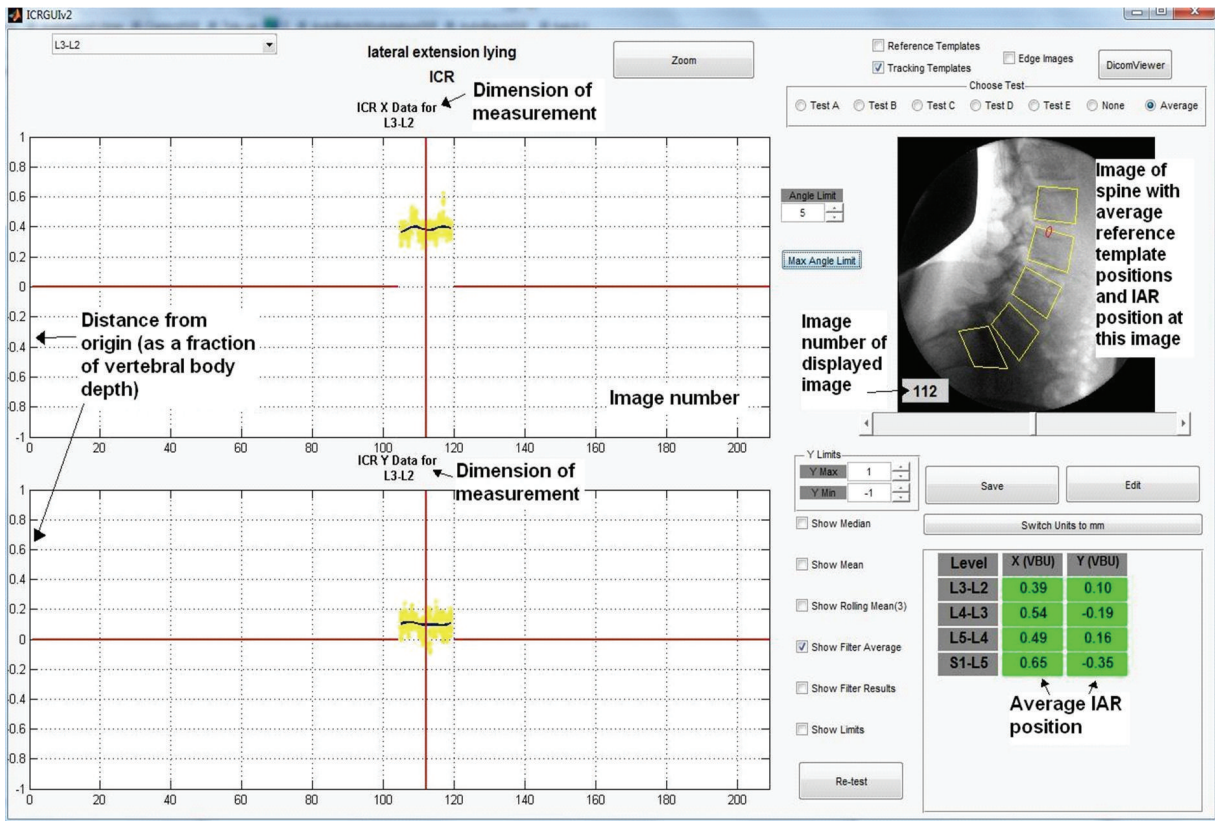 ICRGUIv2
L3-L2
lateral extension lying
ICR
Zoom
Reference Templates
Tracking Templates
Edge Images
DicomViewer
Choose Test
Test A
Test B
Test C
Test D
Test E
None
Average
ICR X Data for
L3-L2
Dimension of
measurement
1
0.8
0.6
0.4
0.2
0
-0.2
-0.4
-0.6
-0.8
-1
0 20 40 60 80 100 120 140 160 180 200
Distance from
origin (as a fraction
of vertebral body
depth)
Image number
Angle Limit
5
Max Angle Limit
Image of
spine with
average
reference
template
positions
and IAR
position at
this image
Image
number of
displayed
image
112
ICR Y Data for
L3-L2
Dimension of
measurement
1
0.8
0.6
0.4
0.2
0
-0.2
-0.4
-0.6
-0.8
-1
0 20 40 60 80 100 120 140 160 180 200
Y Limits
Y Max 1
Y Min -1
Save
Edit
Switch Units to mm
Show Median
Show Mean
Show Rolling Mean(3)
Show Filter Average
Show Filter Results
Show Limits
Re-test
Level X (VBU) Y (VBU)
L3-L2 0.39 0.10
L4-L3 0.54 -0.19
L5-L4 0.49 0.16
S1-L5 0.65 -0.35
Average IAR
position